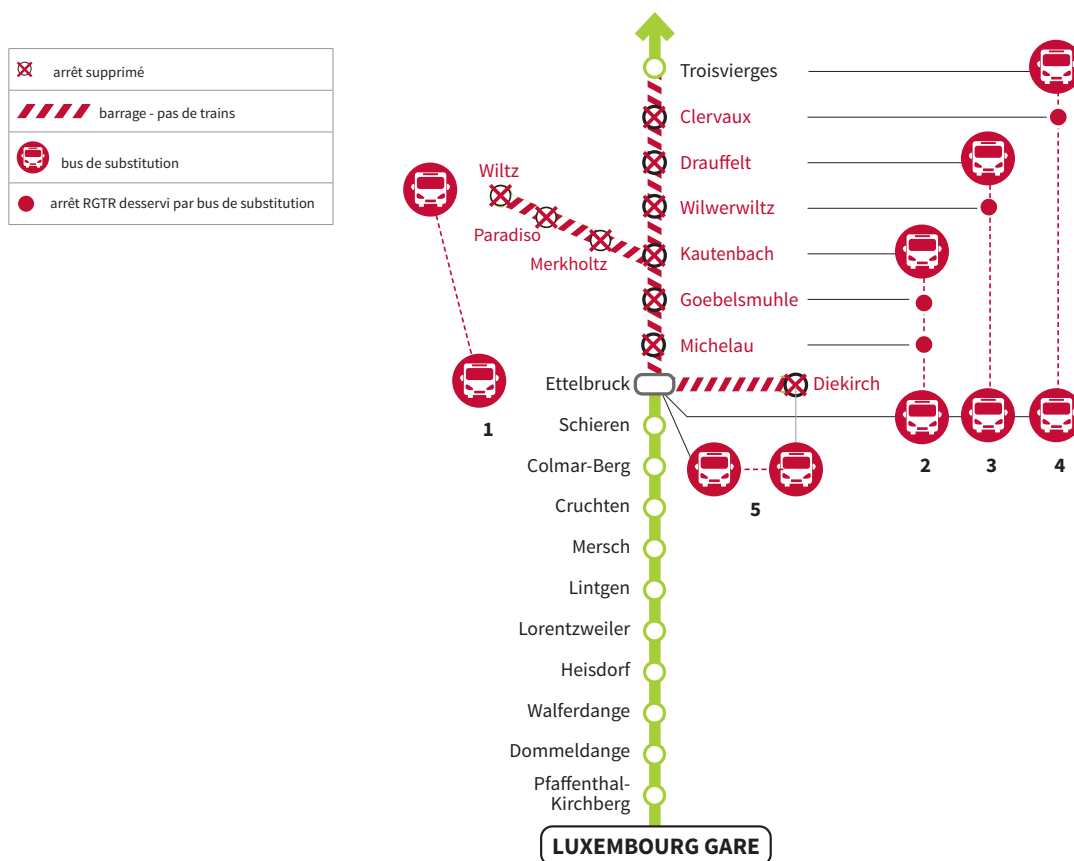 arrêt supprimé
barrage - pas de trains
bus de substitution
arrêt RGTR desservi par bus de substitution
Troisvierges
Clervaux
Drauffelt
Wiltz
Wilwerwiltz
Paradiso
Merkholtz
Kautenbach
Goebelsmuhle
Michelau
Ettelbruck
Diekirch
1
Schieren
2
3
4
Colmar-Berg
5
Cruchten
Mersch
Lintgen
Lorentzweiler
Heisdorf
Walferdange
Dommeldange
Pfaffenthal-
Kirchberg
LUXEMBOURG GARE